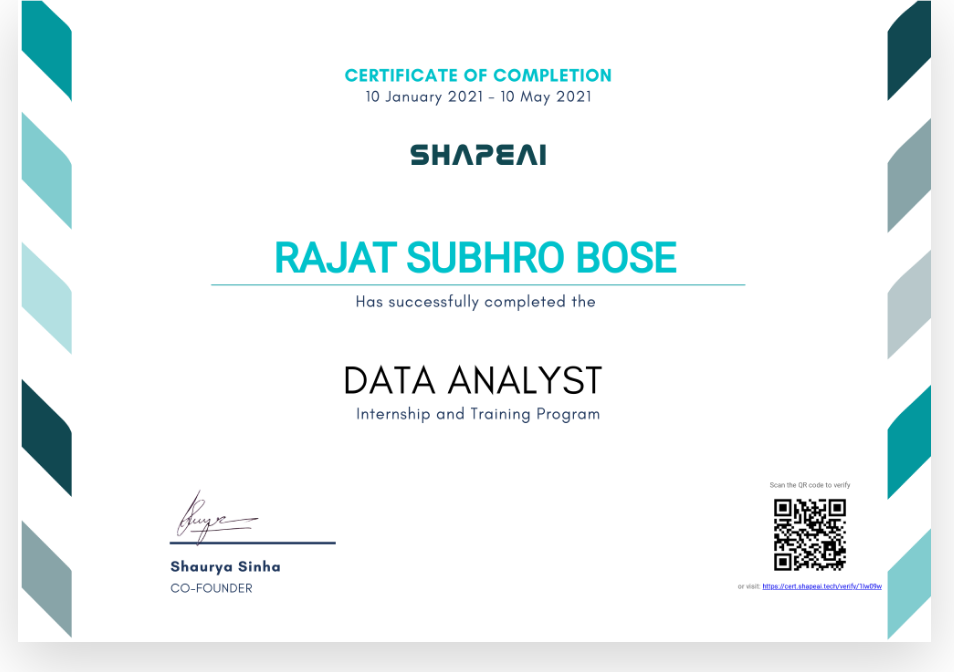 CERTIFICATE OF COMPLETION
10 January 2021 - 10 May 2021
SHAPEAI
RAJAT SUBHRO BOSE
Has successfully completed the
DATA ANALYST
Internship and Training Program
Scan the QR code to verify
Shaurya Sinha
CO-FOUNDER
or visit: https://cert.shapeai.tech/verify/1lw09w